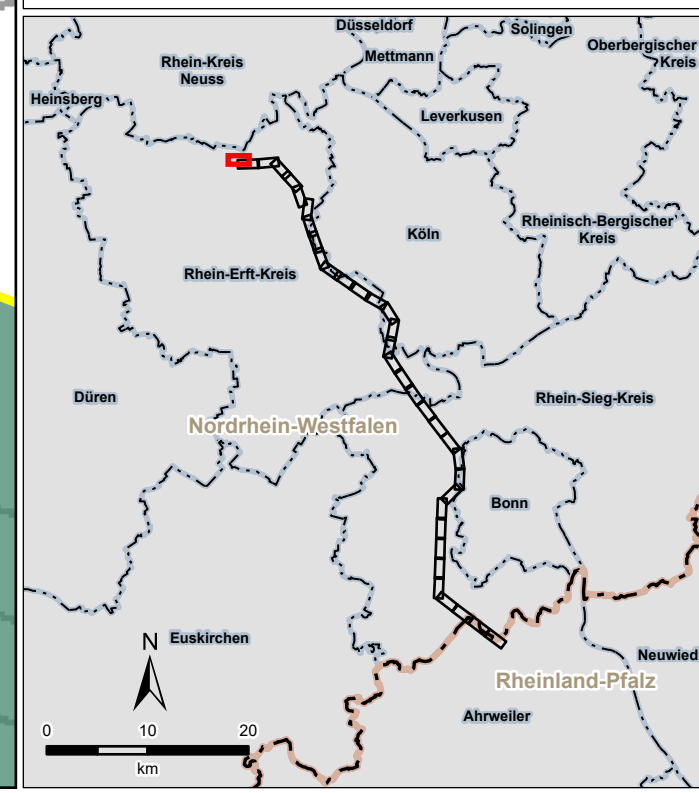 Düsseldorf
Solingen
Mettmann
Oberbergischer
Kreis
Rhein-Kreis
Neuss
Heinsberg
Leverkusen
Köln
Rheinisch-Bergischer
Kreis
Rhein-Erft-Kreis
Düren
Rhein-Sieg-Kreis
Nordrhein-Westfalen
Bonn
N
Euskirchen
Neuwied
Rheinland-Pfalz
Ahrweiler
0 10 20
km